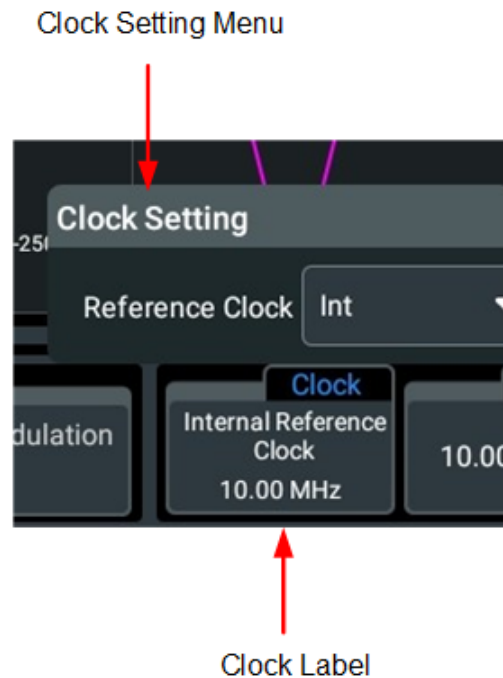 Clock Setting Menu
Clock Setting
-250
Reference Clock Int
Clock
dulation
Internal Reference
Clock
10.00 MHz
10.00
Clock Label